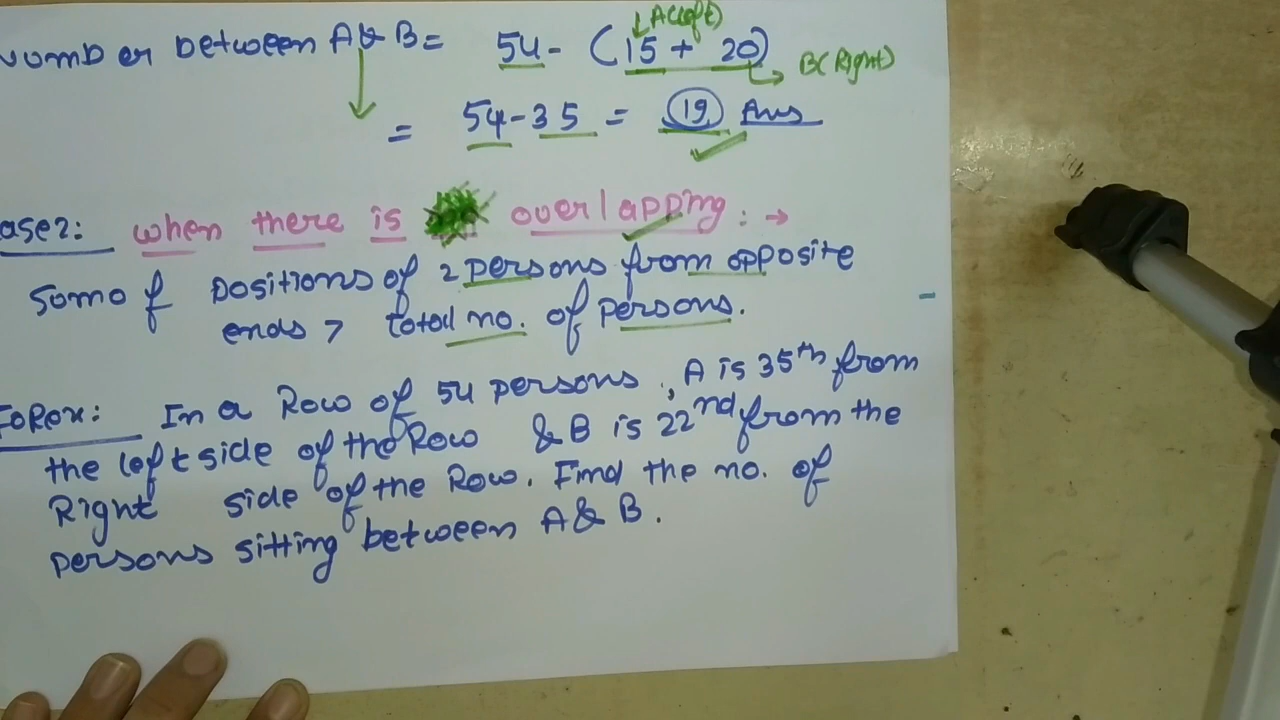 Number between A & B = 54 - (15 + 20)
A(Left)
B(Right)
= 54 - 35 = 19 Ans
ase2: when there is overlapping: →
Sum of positions of 2 persons from opposite
ends > total no. of persons.
ForEx: In a Row of 54 persons, A is 35th from
the left side of the Row & B is 22nd from the
Right side of the Row. Find the no. of
persons sitting between A & B.